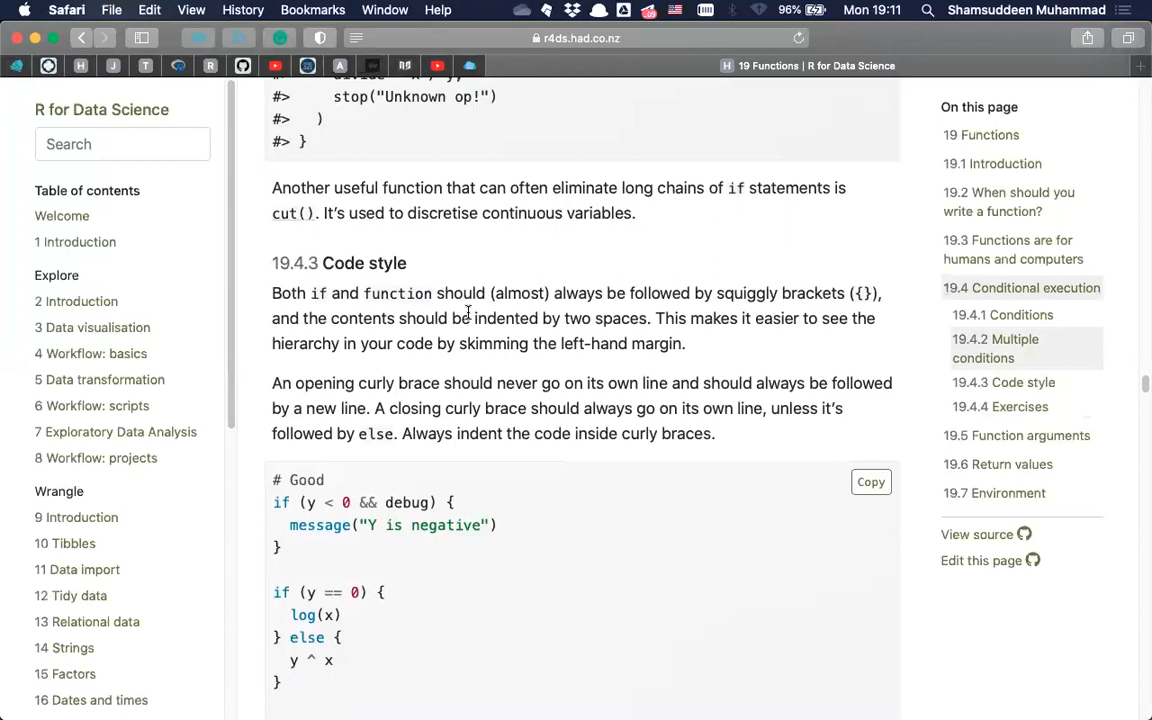 Safari File Edit View History Bookmarks Window Help 96% Mon 19:11 Shamsuddeen Muhammad
r4ds.had.co.nz
H J T R A H 19 Functions | R for Data Science
R for Data Science
Search
Table of contents
Welcome
1 Introduction
Explore
2 Introduction
3 Data visualisation
4 Workflow: basics
5 Data transformation
6 Workflow: scripts
7 Exploratory Data Analysis
8 Workflow: projects
Wrangle
9 Introduction
10 Tibbles
11 Data import
12 Tidy data
13 Relational data
14 Strings
15 Factors
16 Dates and times
#>
#> stop("Unknown op!")
#> )
#> }
Another useful function that can often eliminate long chains of if statements is
cut(). It's used to discretise continuous variables.
19.4.3 Code style
Both if and function should (almost) always be followed by squiggly brackets ({}),
and the contents should be indented by two spaces. This makes it easier to see the
hierarchy in your code by skimming the left-hand margin.
An opening curly brace should never go on its own line and should always be followed
by a new line. A closing curly brace should always go on its own line, unless it's
followed by else. Always indent the code inside curly braces.
Copy
# Good
if (y < 0 && debug) {
message("Y is negative")
}
if (y == 0) {
log(x)
} else {
y ^ x
}
On this page
19 Functions
19.1 Introduction
19.2 When should you
write a function?
19.3 Functions are for
humans and computers
19.4 Conditional execution
19.4.1 Conditions
19.4.2 Multiple
conditions
19.4.3 Code style
19.4.4 Exercises
19.5 Function arguments
19.6 Return values
19.7 Environment
View source
Edit this page